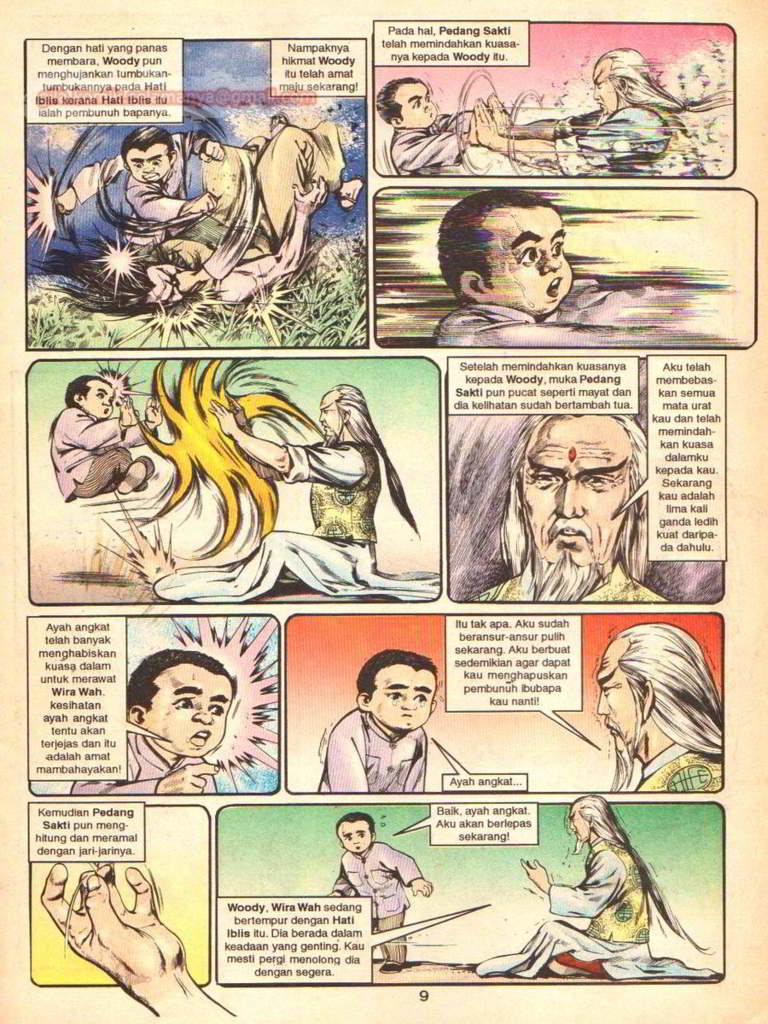 Dengan hati yang panas
membara, Woody pun
menghujankan tumbukan-
tumbukannya pada Hati
Iblis kerana Hati Iblis itu
ialah pembunuh bapanya.
Nampaknya
hikmat Woody
itu telah amat
maju sekarang!
Pada hal, Pedang Sakti
telah memindahkan kuasa-
nya kepada Woody itu.
Setelah memindahkan kuasanya
kepada Woody, muka Pedang
Sakti pun pucat seperti mayat dan
dia kelihatan sudah bertambah tua.
Aku telah
membebas-
kan semua
mata urat
kau dan telah
memindah-
kan kuasa
dalamku
kepada kau.
Sekarang
kau adalah
lima kali
ganda ledih
kuat daripa-
da dahulu.
Ayah angkat
telah banyak
menghabiskan
kuasa dalam
untuk merawat
Wira Wah.
kesihatan
ayah angkat
tentu akan
terjejas dan itu
adalah amat
mambahayakan!
Itu tak apa. Aku sudah
beransur-ansur pulih
sekarang. Aku berbuat
sedemikian agar dapat
kau menghapuskan
pembunuh ibubapa
kau nanti!
Ayah angkat...
Kemudian Pedang
Sakti pun meng-
hitung dan meramal
dengan jari-jarinya.
Baik, ayah angkat.
Aku akan berlepas
sekarang!
Woody, Wira Wah sedang
bertempur dengan Hati
Iblis itu. Dia berada dalam
keadaan yang genting. Kau
mesti pergi menolong dia
dengan segera.
9